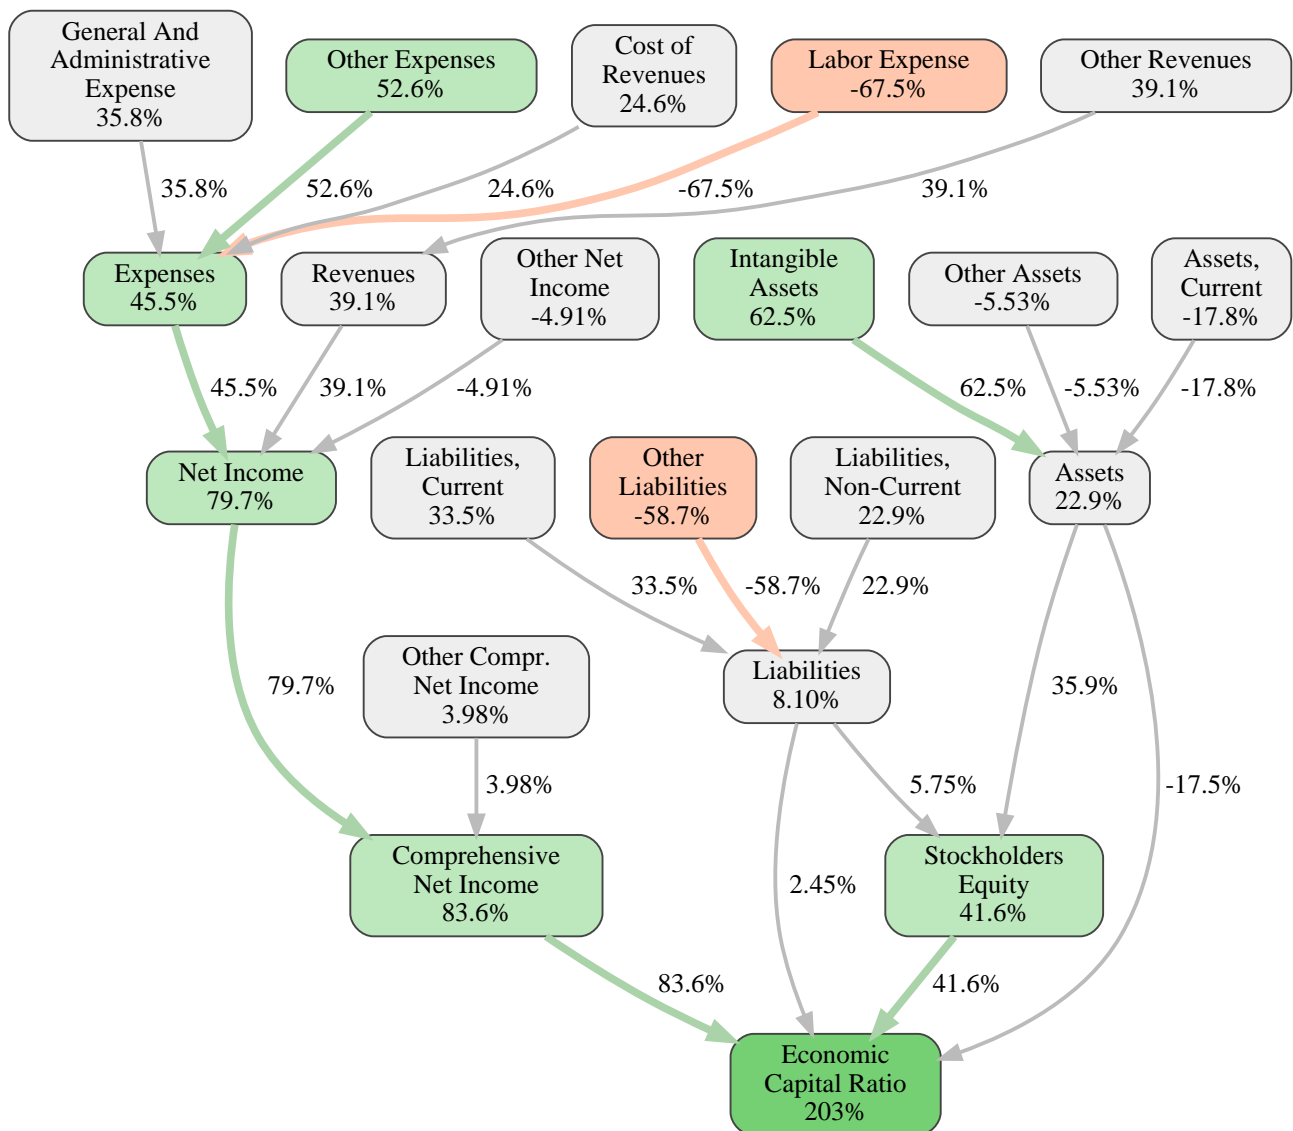 General And
Administrative
Expense
35.8%
Other Expenses
52.6%
Cost of
Revenues
24.6%
Labor Expense
-67.5%
Other Revenues
39.1%
35.8%
52.6%
24.6%
-67.5%
39.1%
Expenses
45.5%
Revenues
39.1%
Other Net
Income
-4.91%
Intangible
Assets
62.5%
Other Assets
-5.53%
Assets,
Current
-17.8%
45.5%
39.1%
-4.91%
62.5%
-5.53%
-17.8%
Net Income
79.7%
Liabilities,
Current
33.5%
Other
Liabilities
-58.7%
Liabilities,
Non-Current
22.9%
Assets
22.9%
33.5%
-58.7%
22.9%
Other Compr.
Net Income
3.98%
Liabilities
8.10%
79.7%
35.9%
3.98%
5.75%
-17.5%
Comprehensive
Net Income
83.6%
2.45%
Stockholders
Equity
41.6%
83.6%
41.6%
Economic
Capital Ratio
203%